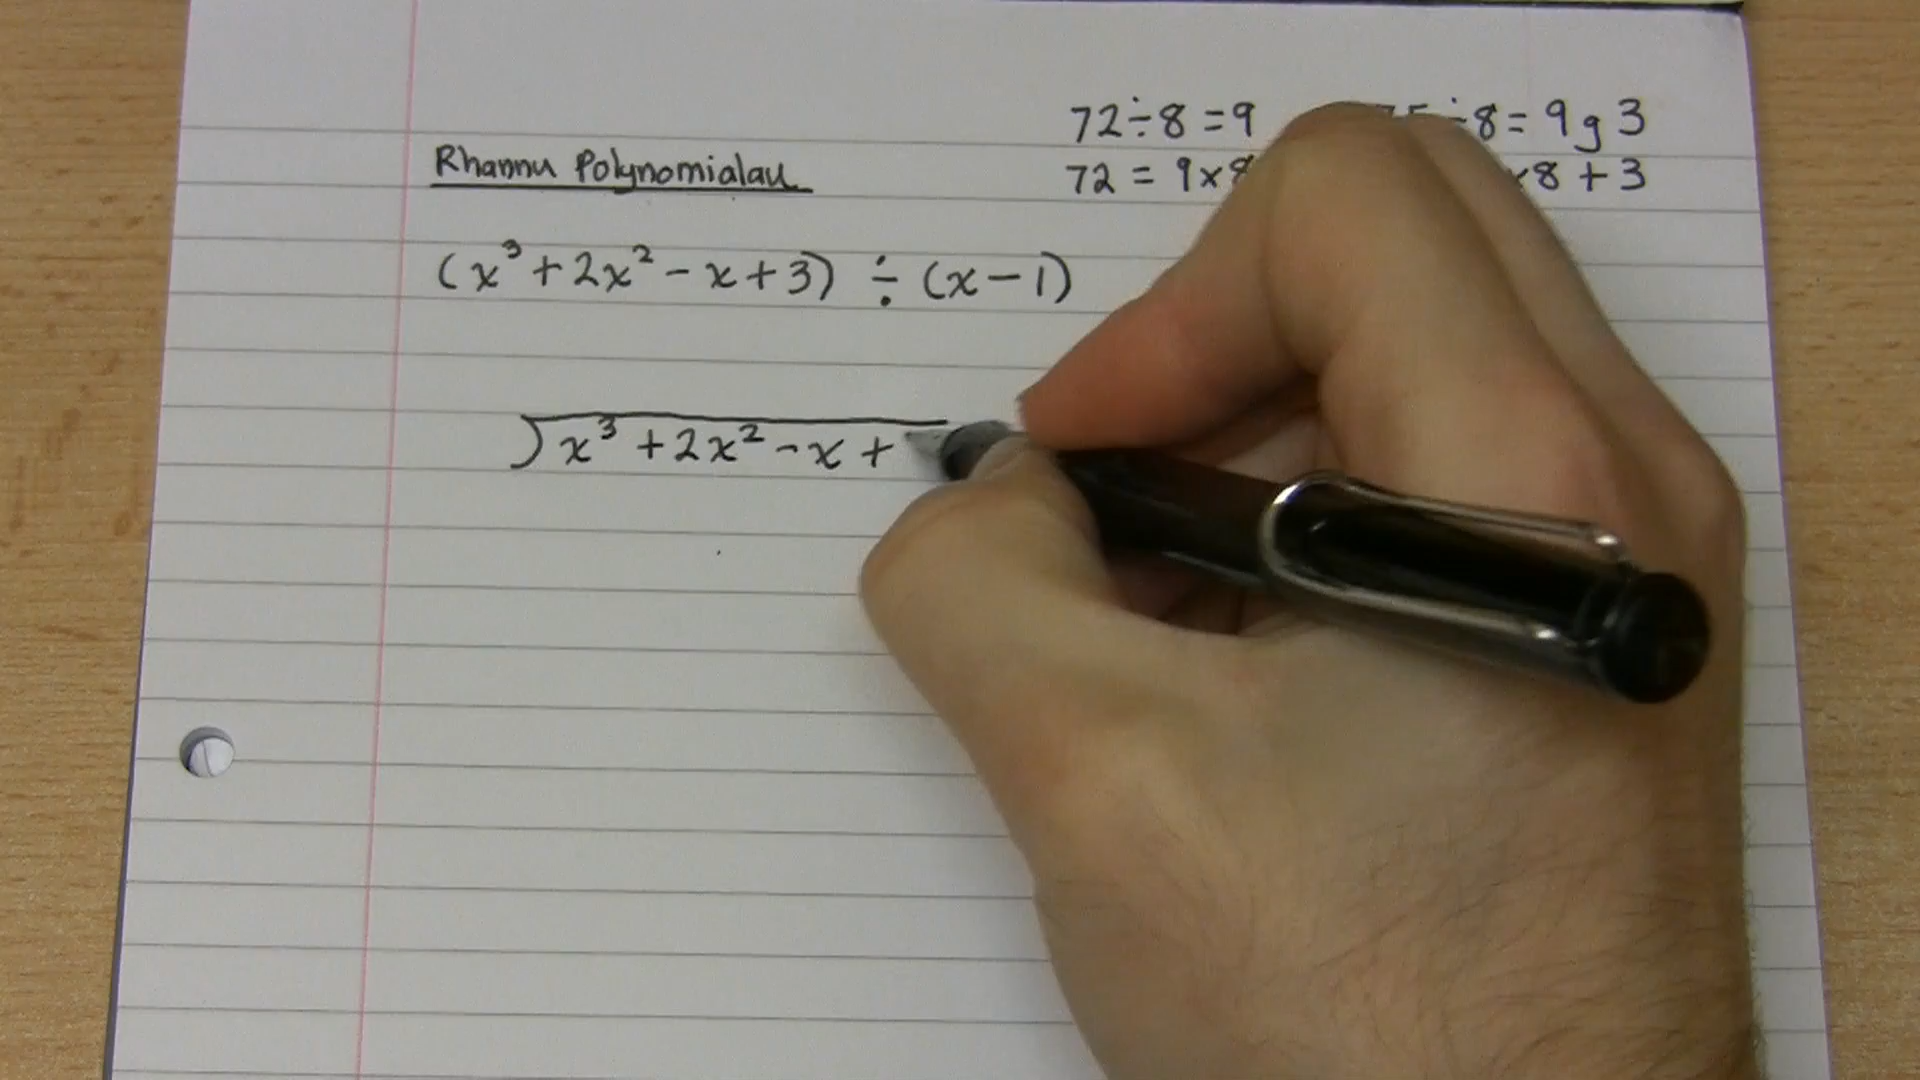 72÷8=9 ÷8= 9 g 3
72 = 9×8 ×8 + 3
Rhannu Polynomialau
(x³+2x²-x+3) ÷ (x-1)
x³ +2x² -x +